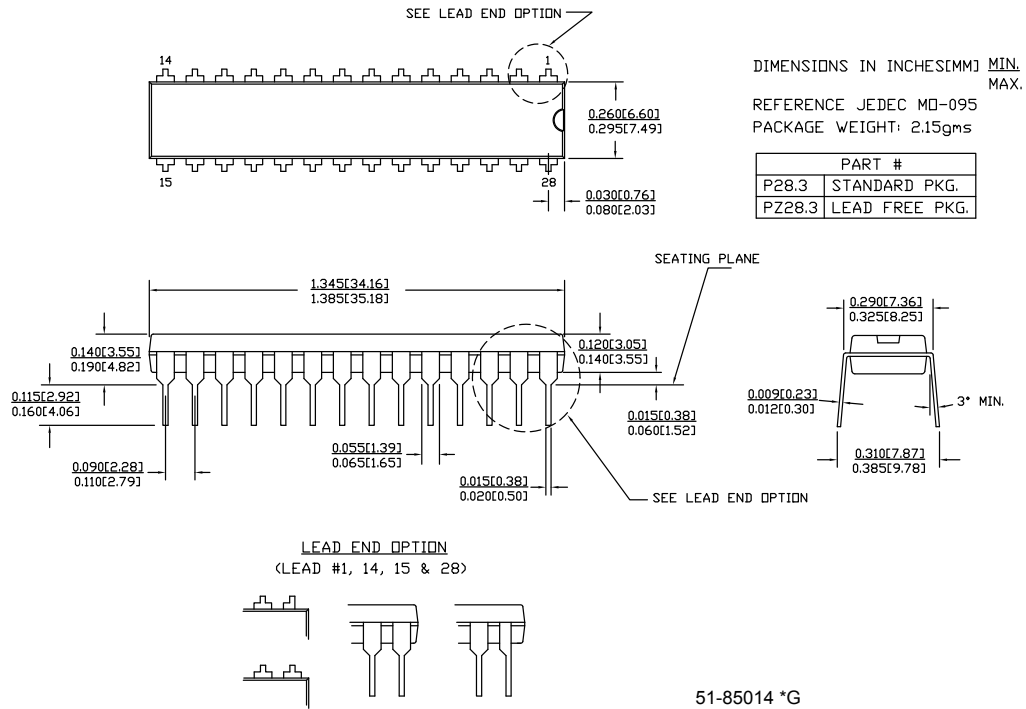 SEE LEAD END OPTION
14
1
DIMENSIONS IN INCHES[MM] MIN.
MAX.
REFERENCE JEDEC MO-095
PACKAGE WEIGHT: 2.15gms
0.260[6.60]
0.295[7.49]
PART #
P28.3 STANDARD PKG.
PZ28.3 LEAD FREE PKG.
15
28
0.030[0.76]
0.080[2.03]
SEATING PLANE
1.345[34.16]
1.385[35.18]
0.290[7.36]
0.325[8.25]
0.140[3.55]
0.190[4.82]
0.120[3.05]
0.140[3.55]
0.115[2.92]
0.160[4.06]
0.009[0.23]
0.012[0.30]
3° MIN.
0.015[0.38]
0.060[1.52]
0.055[1.39]
0.065[1.65]
0.090[2.28]
0.110[2.79]
0.310[7.87]
0.385[9.78]
0.015[0.38]
0.020[0.50]
SEE LEAD END OPTION
LEAD END OPTION
(LEAD #1, 14, 15 & 28)
51-85014 *G